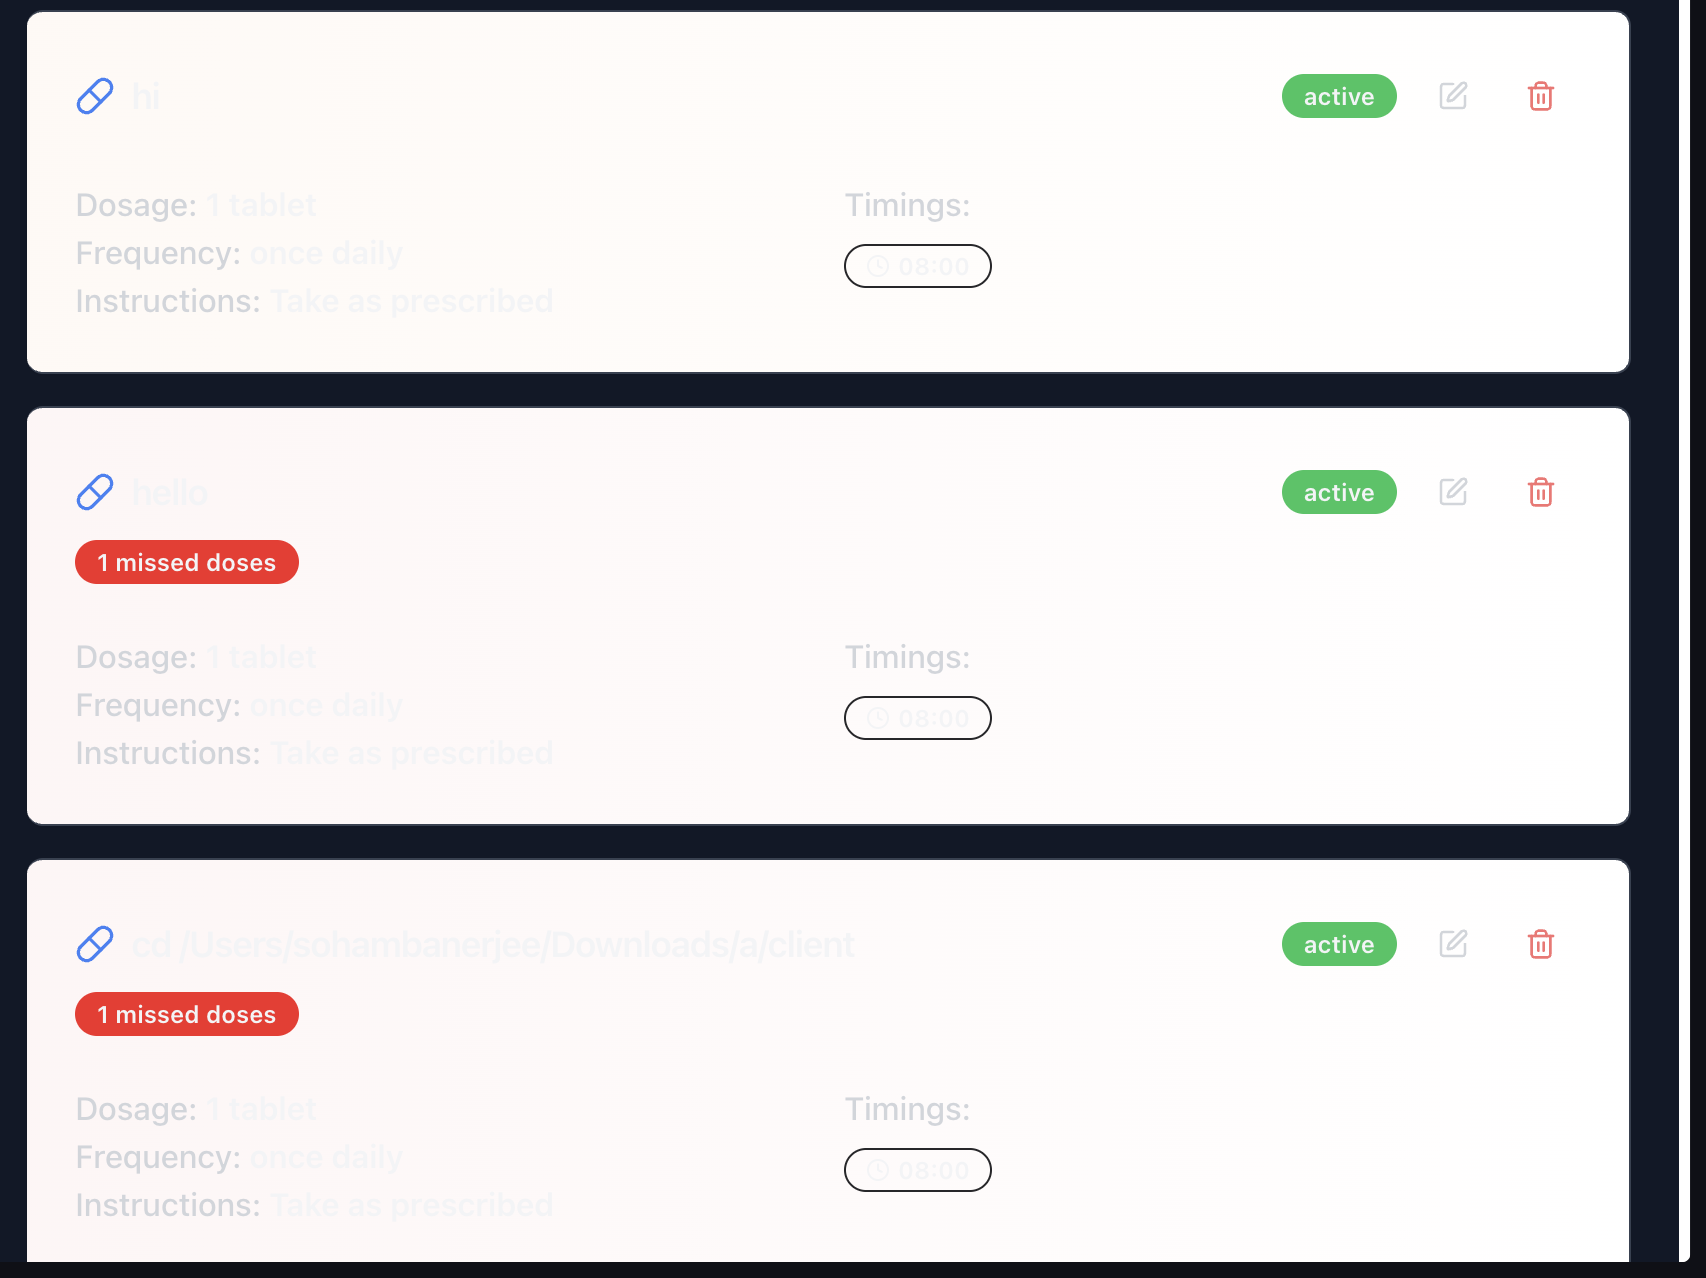 hi
active
Dosage: 1 tablet
Frequency: once daily
Instructions: Take as prescribed
Timings:
08:00
hello
active
1 missed doses
Dosage: 1 tablet
Frequency: once daily
Instructions: Take as prescribed
Timings:
08:00
cd /Users/sohambanerjee/Downloads/a/client
active
1 missed doses
Dosage: 1 tablet
Frequency: once daily
Instructions: Take as prescribed
Timings:
08:00